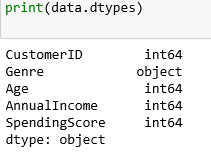 print(data.dtypes)
CustomerID       int64
Genre           object
Age              int64
AnnualIncome     int64
SpendingScore    int64
dtype: object